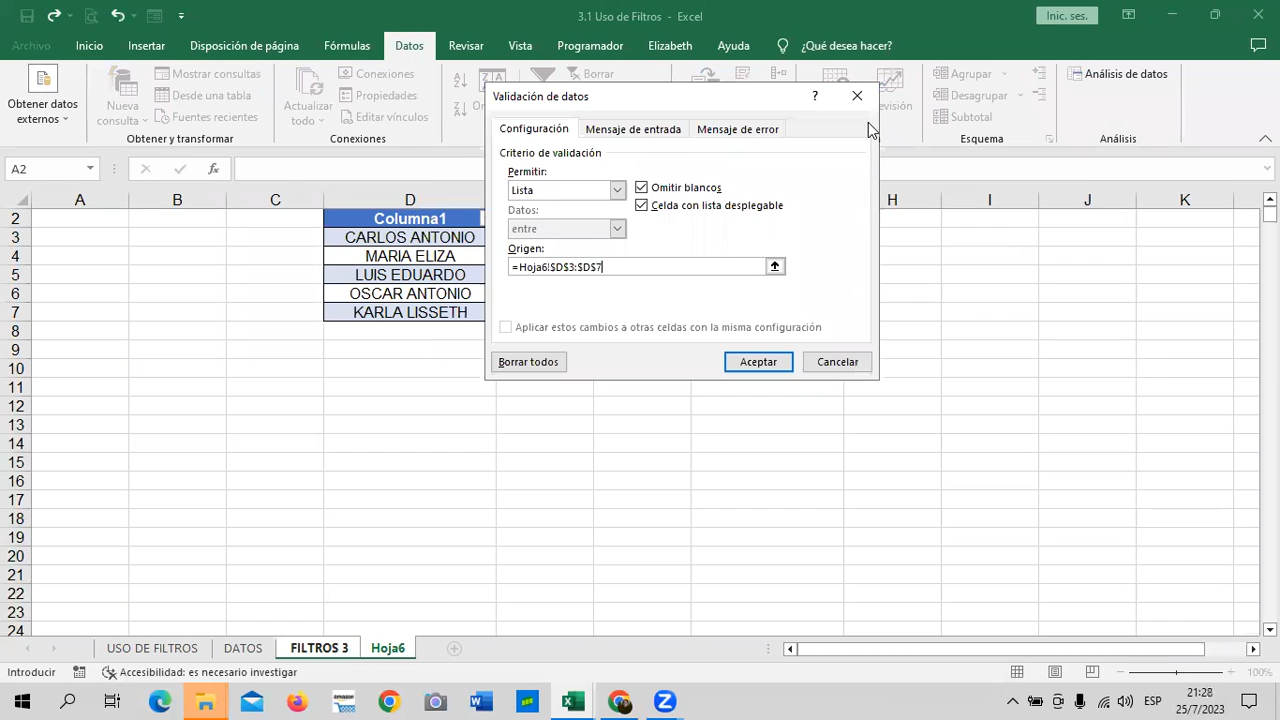 3.1 Uso de Filtros - Excel
Inic. ses.
Archivo Inicio Insertar Disposición de página Fórmulas Datos Revisar Vista Programador Elizabeth Ayuda ¿Qué desea hacer?
Obtener datos externos
Nueva consulta
Mostrar consultas
Desde una tabla
Fuentes recientes
Obtener y transformar
Actualizar todo
Conexiones
Propiedades
Editar vínculos
Conexiones
Borrar
Agrupar
Desagrupar
Subtotal
Esquema
Análisis de datos
Análisis
Validación de datos
?
Configuración Mensaje de entrada Mensaje de error
Criterio de validación
Permitir:
Lista
Omitir blancos
Celda con lista desplegable
Datos:
entre
Origen:
=Hoja6!$D$3:$D$7
Aplicar estos cambios a otras celdas con la misma configuración
Borrar todos Aceptar Cancelar
A2
fx
A B C D H I J K
2 Columna1
3 CARLOS ANTONIO
4 MARIA ELIZA
5 LUIS EDUARDO
6 OSCAR ANTONIO
7 KARLA LISSETH
8
9
10
11
12
13
14
15
16
17
18
19
20
21
22
23
24
USO DE FILTROS DATOS FILTROS 3 Hoja6
Introducir Accesibilidad: es necesario investigar 100%
ESP
21:28
25/7/2023